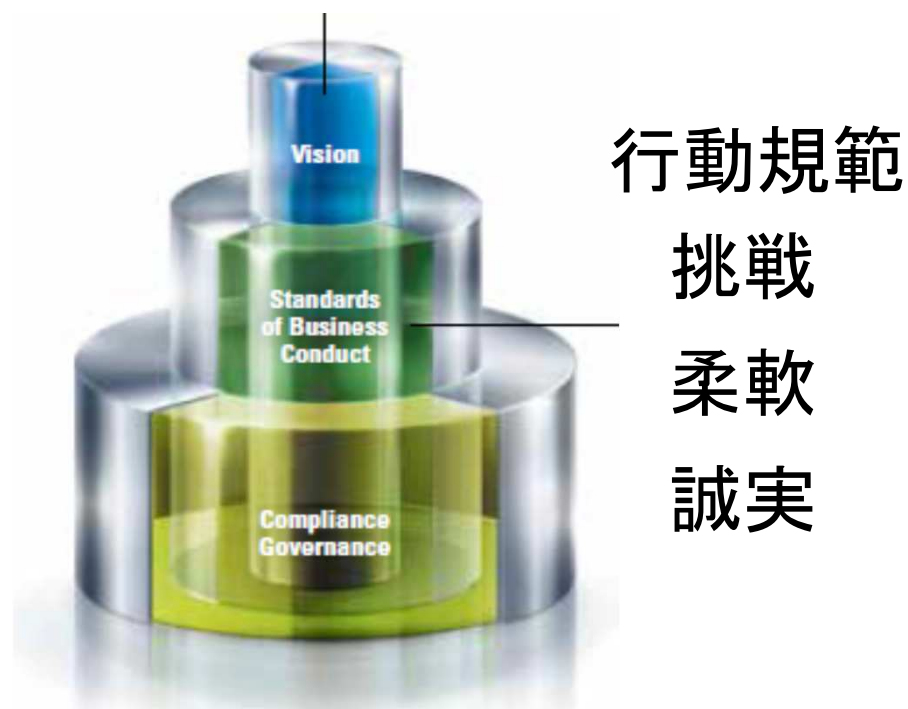 Vision
行動規範
挑戦
Standards
of Business
Conduct
柔軟
誠実
Compliance
Governance